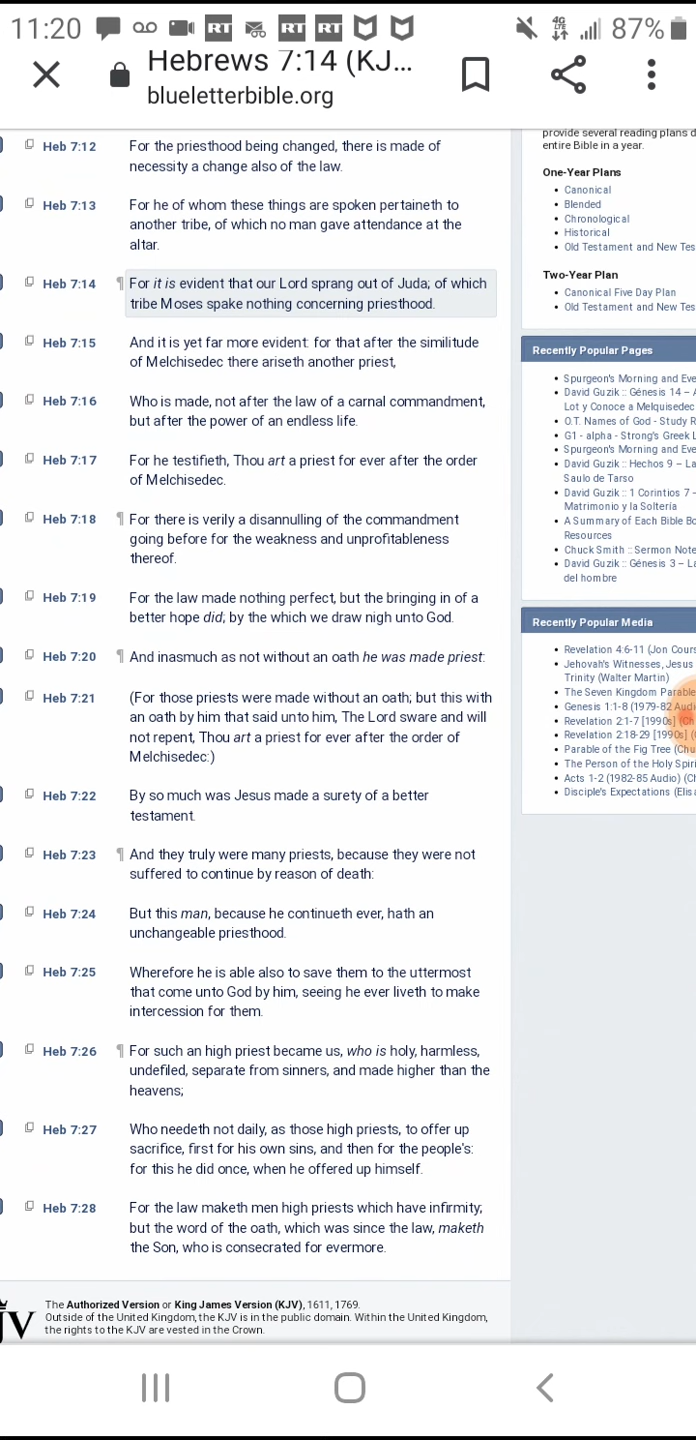 11:20
RT
RT
RT
4G
LTE
87%
Hebrews 7:14 (KJ...
blueletterbible.org
Heb 7:12
For the priesthood being changed, there is made of
necessity a change also of the law.
Heb 7:13
For he of whom these things are spoken pertaineth to
another tribe, of which no man gave attendance at the
altar.
Heb 7:14
¶ For it is evident that our Lord sprang out of Juda; of which
tribe Moses spake nothing concerning priesthood.
Heb 7:15
And it is yet far more evident: for that after the similitude
of Melchisedec there ariseth another priest,
Heb 7:16
Who is made, not after the law of a carnal commandment,
but after the power of an endless life.
Heb 7:17
For he testifieth, Thou art a priest for ever after the order
of Melchisedec.
Heb 7:18
¶ For there is verily a disannulling of the commandment
going before for the weakness and unprofitableness
thereof.
Heb 7:19
For the law made nothing perfect, but the bringing in of a
better hope did; by the which we draw nigh unto God.
Heb 7:20
¶ And inasmuch as not without an oath he was made priest:
Heb 7:21
(For those priests were made without an oath; but this with
an oath by him that said unto him, The Lord sware and will
not repent, Thou art a priest for ever after the order of
Melchisedec:)
Heb 7:22
By so much was Jesus made a surety of a better
testament.
Heb 7:23
¶ And they truly were many priests, because they were not
suffered to continue by reason of death:
Heb 7:24
But this man, because he continueth ever, hath an
unchangeable priesthood.
Heb 7:25
Wherefore he is able also to save them to the uttermost
that come unto God by him, seeing he ever liveth to make
intercession for them.
Heb 7:26
¶ For such an high priest became us, who is holy, harmless,
undefiled, separate from sinners, and made higher than the
heavens;
Heb 7:27
Who needeth not daily, as those high priests, to offer up
sacrifice, first for his own sins, and then for the people's:
for this he did once, when he offered up himself.
Heb 7:28
For the law maketh men high priests which have infirmity;
but the word of the oath, which was since the law, maketh
the Son, who is consecrated for evermore.
JV
The Authorized Version or King James Version (KJV), 1611, 1769.
Outside of the United Kingdom, the KJV is in the public domain. Within the United Kingdom,
the rights to the KJV are vested in the Crown.
provide several reading plans
entire Bible in a year.
One-Year Plans
• Canonical
• Blended
• Chronological
• Historical
• Old Testament and New Tes
Two-Year Plan
• Canonical Five Day Plan
• Old Testament and New Tes
Recently Popular Pages
• Spurgeon's Morning and Eve
• David Guzik :: Génesis 14 –
Lot y Conoce a Melquisedec
• O.T. Names of God - Study R
• G1 - alpha - Strong's Greek L
• Spurgeon's Morning and Eve
• David Guzik :: Hechos 9 – La
Saulo de Tarso
• David Guzik :: 1 Corintios 7 –
Matrimonio y la Soltería
• A Summary of Each Bible Bo
Resources
• Chuck Smith :: Sermon Note
• David Guzik :: Génesis 3 – La
del hombre
Recently Popular Media
• Revelation 4:6-11 (Jon Cours
• Jehovah's Witnesses, Jesus
Trinity (Walter Martin)
• The Seven Kingdom Parable
• Genesis 1:1-8 (1979-82 Audi
• Revelation 2:1-7 [1990s] (Ch
• Revelation 2:18-29 [1990s] (
• Parable of the Fig Tree (Chu
• The Person of the Holy Spiri
• Acts 1-2 (1982-85 Audio) (Ch
• Disciple's Expectations (Elis